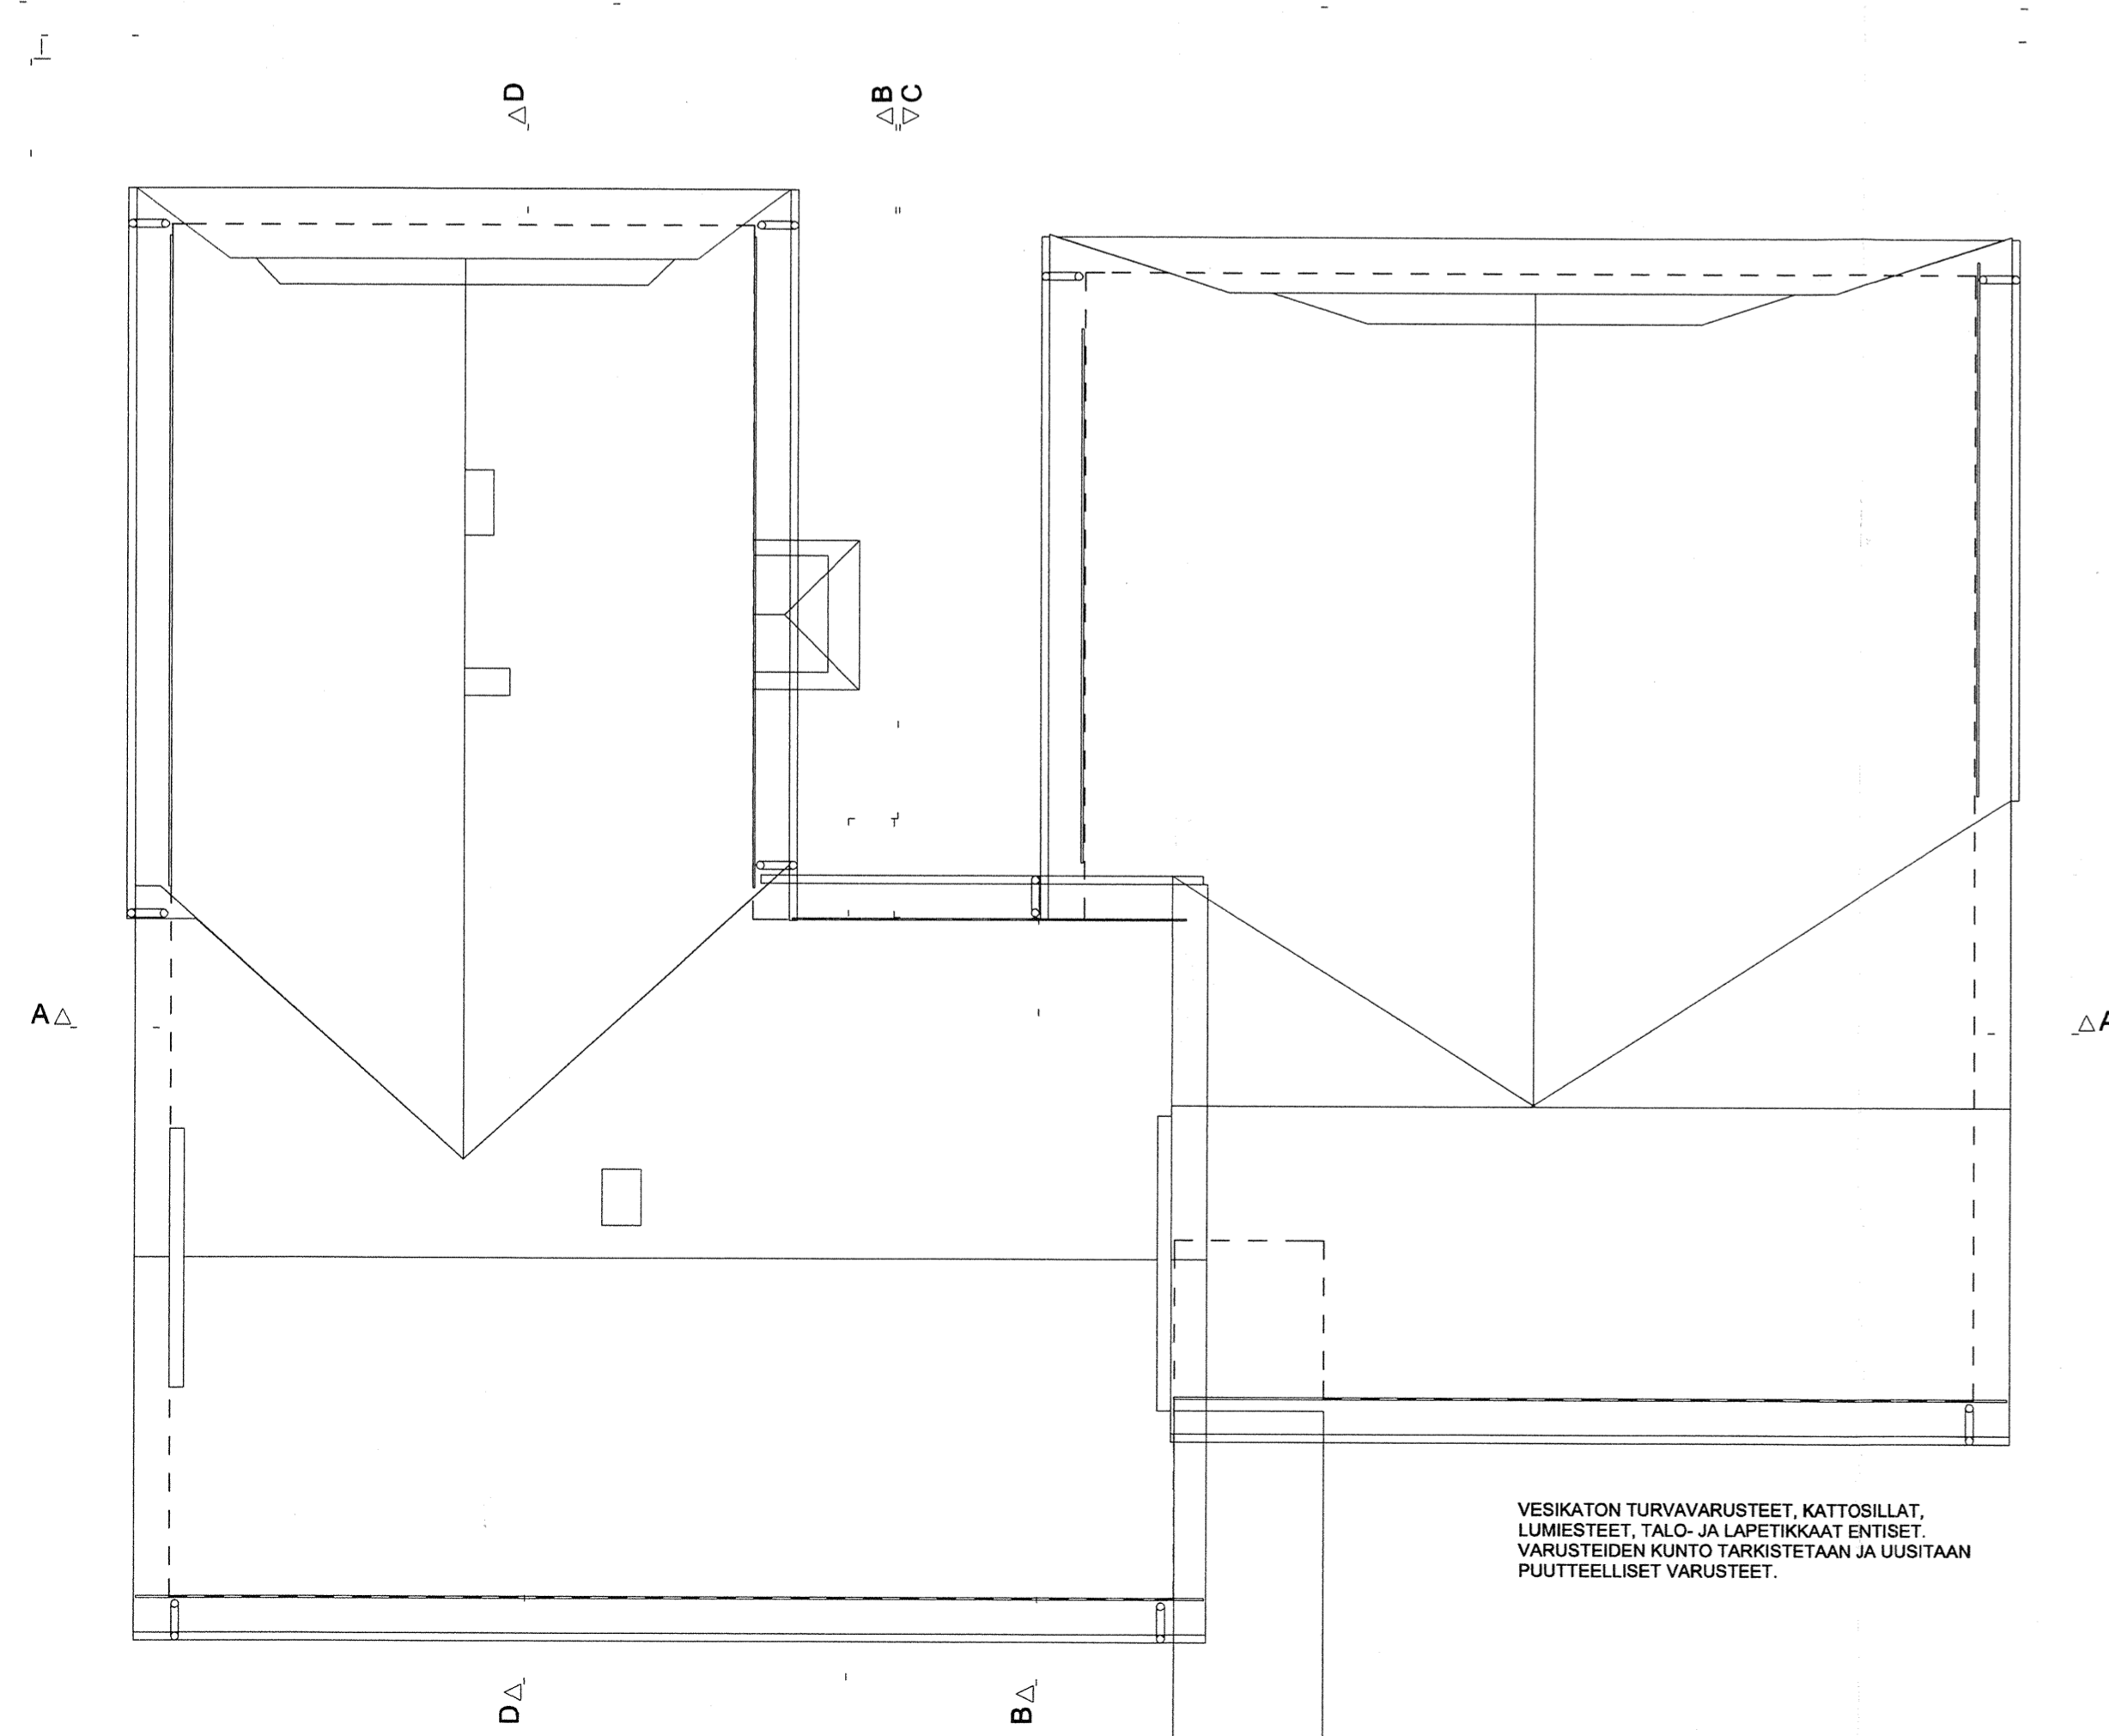 D
B
C
A
A
VESIKATON TURVAVARUSTEET, KATTOSILLAT,
LUMIESTEET, TALO- JA LAPETIKKAAT ENTISET.
VARUSTEIDEN KUNTO TARKISTETAAN JA UUSITAAN
PUUTTEELLISET VARUSTEET.
D
B